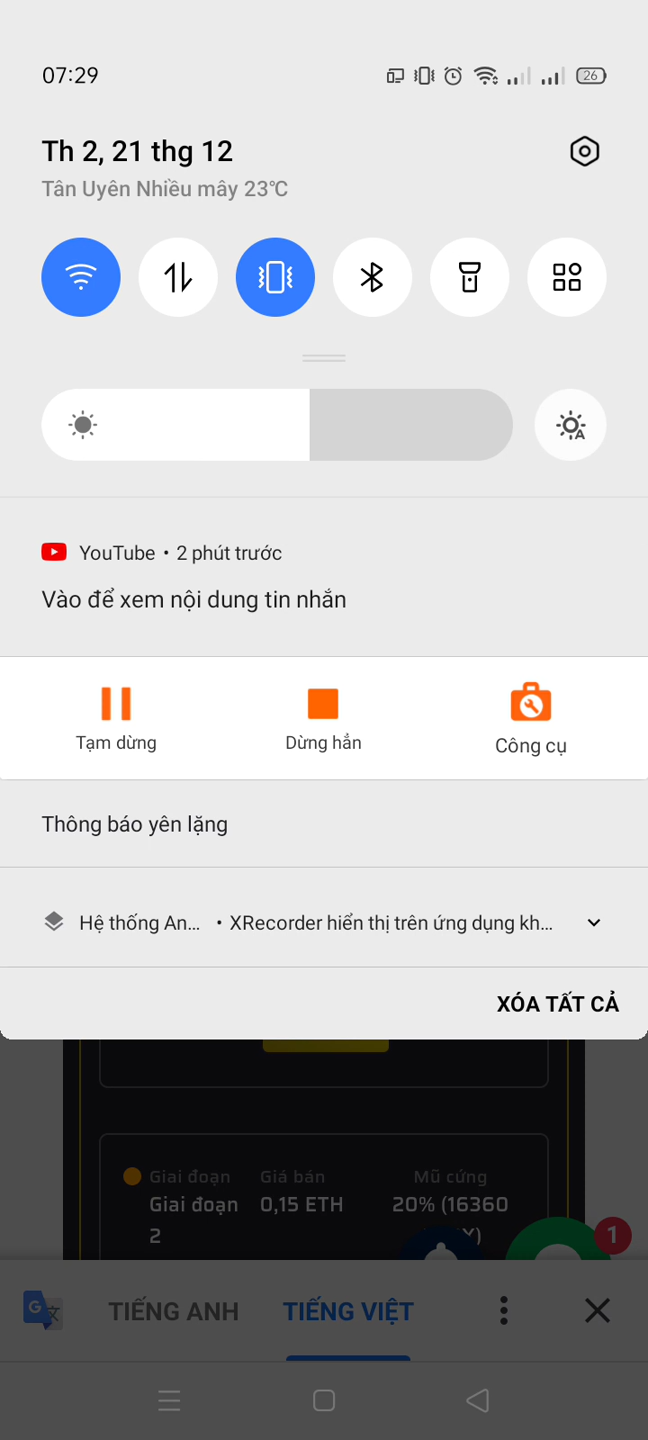 07:29
26
Th 2, 21 thg 12
Tân Uyên Nhiều mây 23°C
A
YouTube • 2 phút trước
Vào để xem nội dung tin nhắn
Tạm dừng
Dừng hẳn
Công cụ
Thông báo yên lặng
Hệ thống An... • XRecorder hiển thị trên ứng dụng kh...
XÓA TẤT CẢ
Giai đoạn
Giá bán
Mũ cứng
Giai đoạn
0,15 ETH
20% (16360
2
1
G
TIẾNG ANH
TIẾNG VIỆT